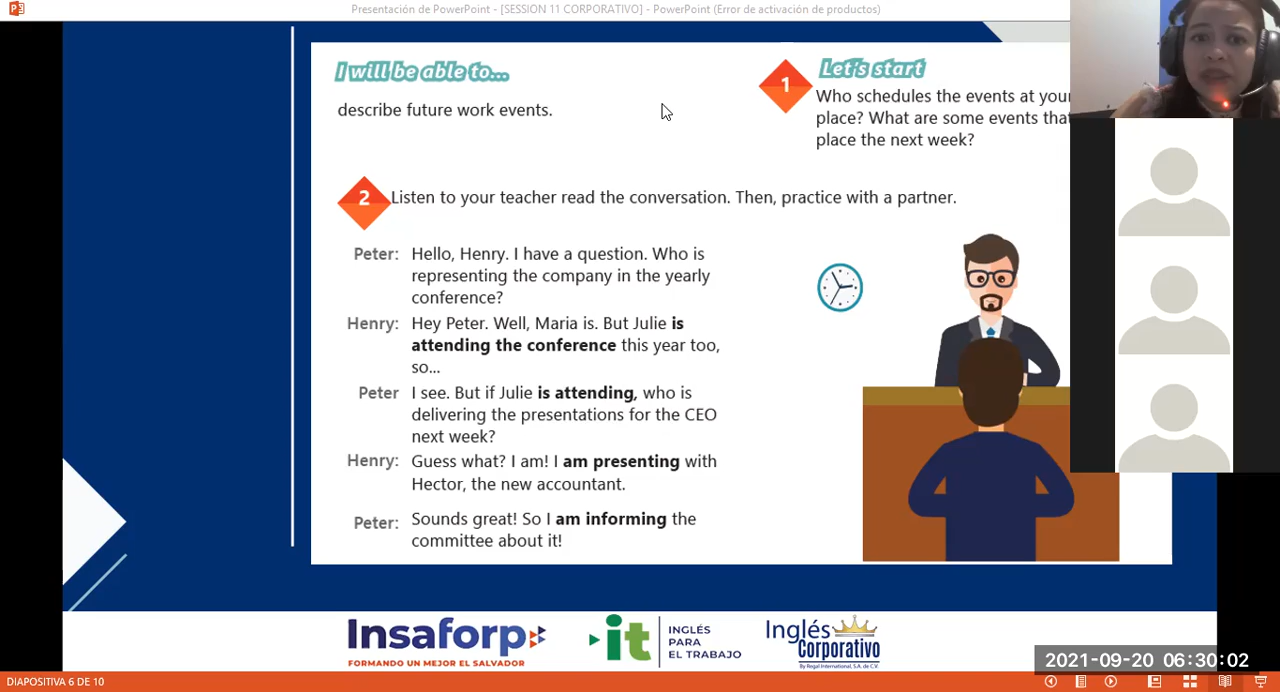 Presentación de PowerPoint - [SESSION 11 CORPORATIVO] - PowerPoint (Error de activación de productos)
I will be able to...
describe future work events.
1
Let's start
Who schedules the events at your
place? What are some events that
place the next week?
2
Listen to your teacher read the conversation. Then, practice with a partner.
Peter: Hello, Henry. I have a question. Who is
representing the company in the yearly
conference?
Henry: Hey Peter. Well, Maria is. But Julie is
attending the conference this year too,
so...
Peter I see. But if Julie is attending, who is
delivering the presentations for the CEO
next week?
Henry: Guess what? I am! I am presenting with
Hector, the new accountant.
Peter: Sounds great! So I am informing the
committee about it!
Insaforp
FORMANDO UN MEJOR EL SALVADOR
it
INGLÉS
PARA
EL TRABAJO
Inglés
Corporativo
By Regal International, S.A. de C.V.
2021-09-20 06:30:02
DIAPOSITIVA 6 DE 10